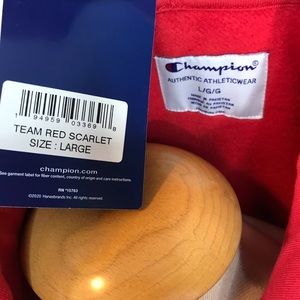 1 94959 03369 8
TEAM RED SCARLET
SIZE : LARGE
champion.com
See garment label for fiber content, country of origin and care instructions.
RN #15763
©2020 Hanesbrands Inc. All rights reserved.
Champion
AUTHENTIC ATHLETICWEAR
L/G/G
MADE IN PAKISTAN